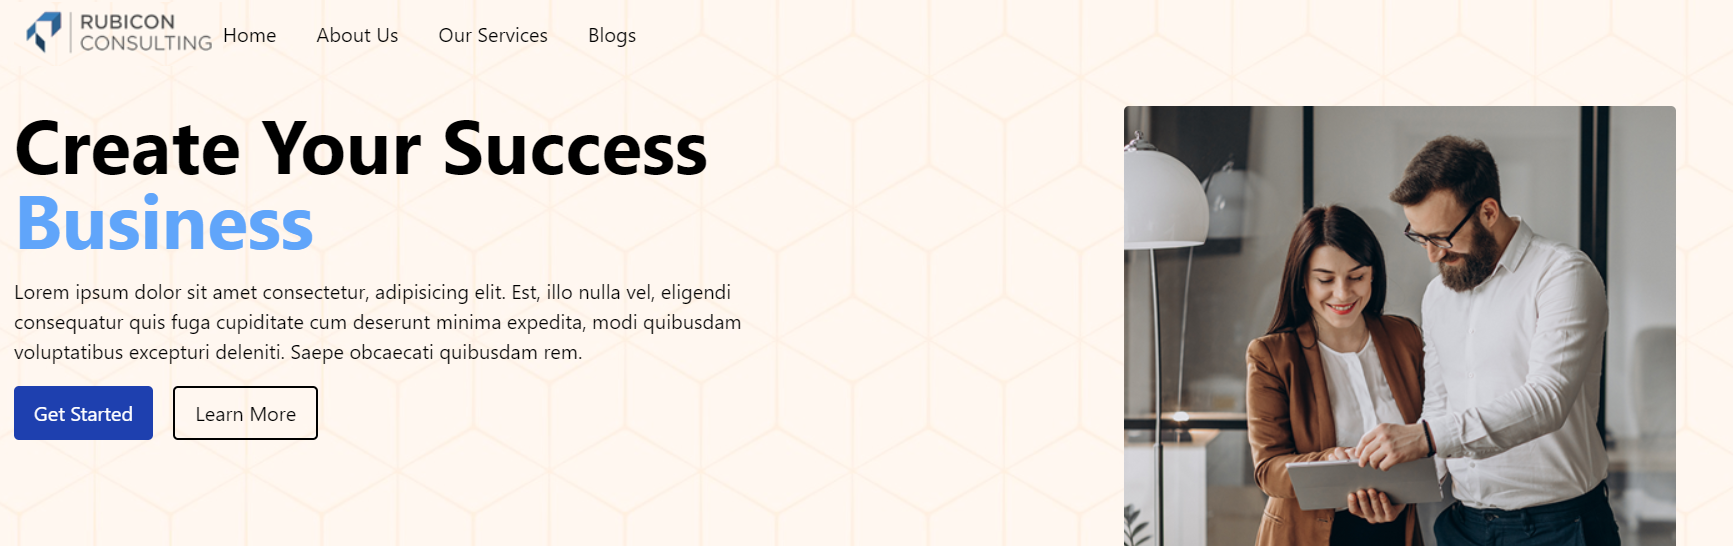 RUBICON
CONSULTING
Home About Us Our Services Blogs
Create Your Success
Business
Lorem ipsum dolor sit amet consectetur, adipisicing elit. Est, illo nulla vel, eligendi
consequatur quis fuga cupiditate cum deserunt minima expedita, modi quibusdam
voluptatibus excepturi deleniti. Saepe obcaecati quibusdam rem.
Get Started Learn More